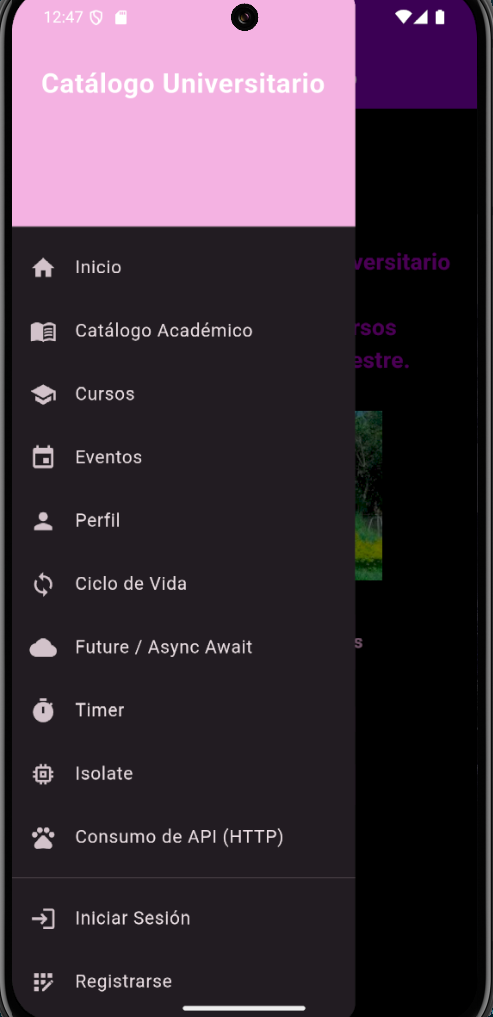 12:47
Catálogo Universitario
versitario
rsos
estre.
s
Inicio
Catálogo Académico
Cursos
Eventos
Perfil
Ciclo de Vida
Future / Async Await
Timer
Isolate
Consumo de API (HTTP)
Iniciar Sesión
Registrarse